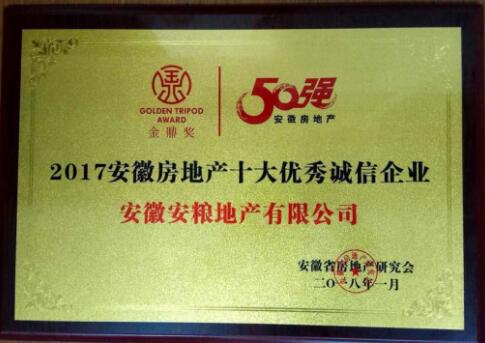 GOLDEN TRIPOD
AWARD
金鼎奖
50强
安徽房地产
2017安徽房地产十大优秀诚信企业
安徽安粮地产有限公司
安徽省房地产研究会
二〇一八年一月